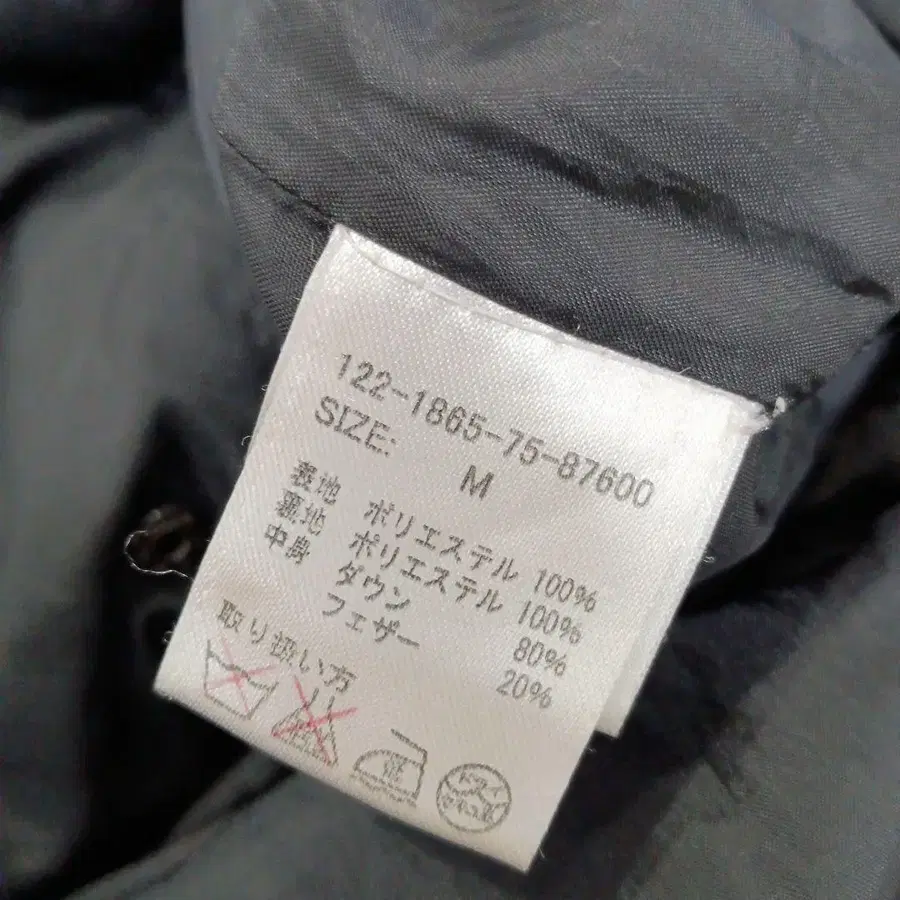 122-1865-75-87600
SIZE: M
表地 ポリエステル 100%
裏地 ポリエステル 100%
中身 ダウン 80%
フェザー 20%
取り扱い方